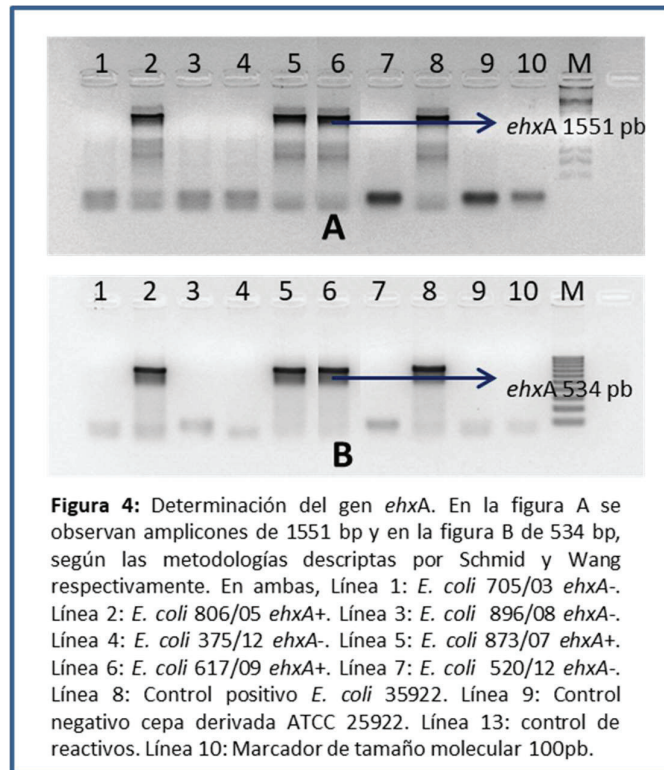 1 2 3 4 5 6 7 8 9 10 M
ehxA 1551 pb
A
1 2 3 4 5 6 7 8 9 10 M
ehxA 534 pb
B
Figura 4: Determinación del gen ehxA. En la figura A se
observan amplicones de 1551 bp y en la figura B de 534 bp,
según las metodologías descriptas por Schmid y Wang
respectivamente. En ambas, Línea 1: E. coli 705/03 ehxA-.
Línea 2: E. coli 806/05 ehxA+. Línea 3: E. coli 896/08 ehxA-.
Línea 4: E. coli 375/12 ehxA-. Línea 5: E. coli 873/07 ehxA+.
Línea 6: E. coli 617/09 ehxA+. Línea 7: E. coli 520/12 ehxA-.
Línea 8: Control positivo E. coli 35922. Línea 9: Control
negativo cepa derivada ATCC 25922. Línea 13: control de
reactivos. Línea 10: Marcador de tamaño molecular 100pb.